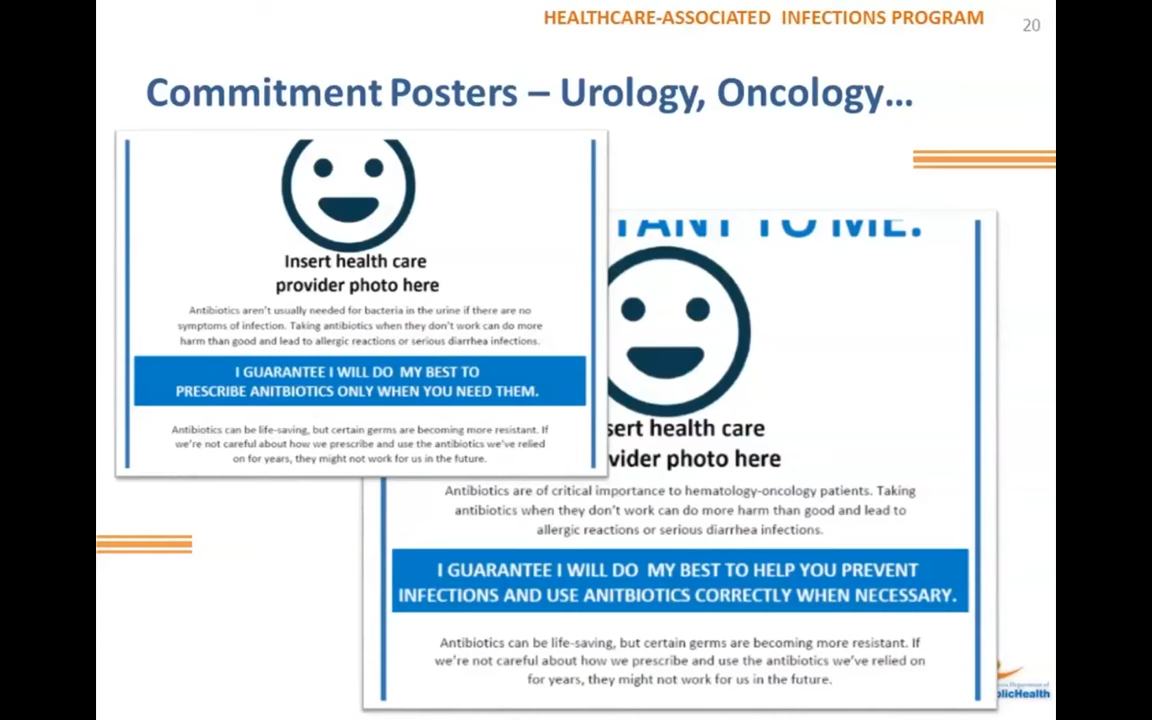 HEALTHCARE-ASSOCIATED INFECTIONS PROGRAM
20
Commitment Posters – Urology, Oncology…
Insert health care
provider photo here
Antibiotics aren't usually needed for bacteria in the urine if there are no
symptoms of infection. Taking antibiotics when they don't work can do more
harm than good and lead to allergic reactions or serious diarrhea infections.
I GUARANTEE I WILL DO MY BEST TO
PRESCRIBE ANITBIOTICS ONLY WHEN YOU NEED THEM.
Antibiotics can be life-saving, but certain germs are becoming more resistant. If
we're not careful about how we prescribe and use the antibiotics we've relied
on for years, they might not work for us in the future.
TANT TO ME.
sert health care
vider photo here
Antibiotics are of critical importance to hematology-oncology patients. Taking
antibiotics when they don't work can do more harm than good and lead to
allergic reactions or serious diarrhea infections.
I GUARANTEE I WILL DO MY BEST TO HELP YOU PREVENT
INFECTIONS AND USE ANITBIOTICS CORRECTLY WHEN NECESSARY.
Antibiotics can be life-saving, but certain germs are becoming more resistant. If
we're not careful about how we prescribe and use the antibiotics we've relied on
for years, they might not work for us in the future.
Department of
blicHealth